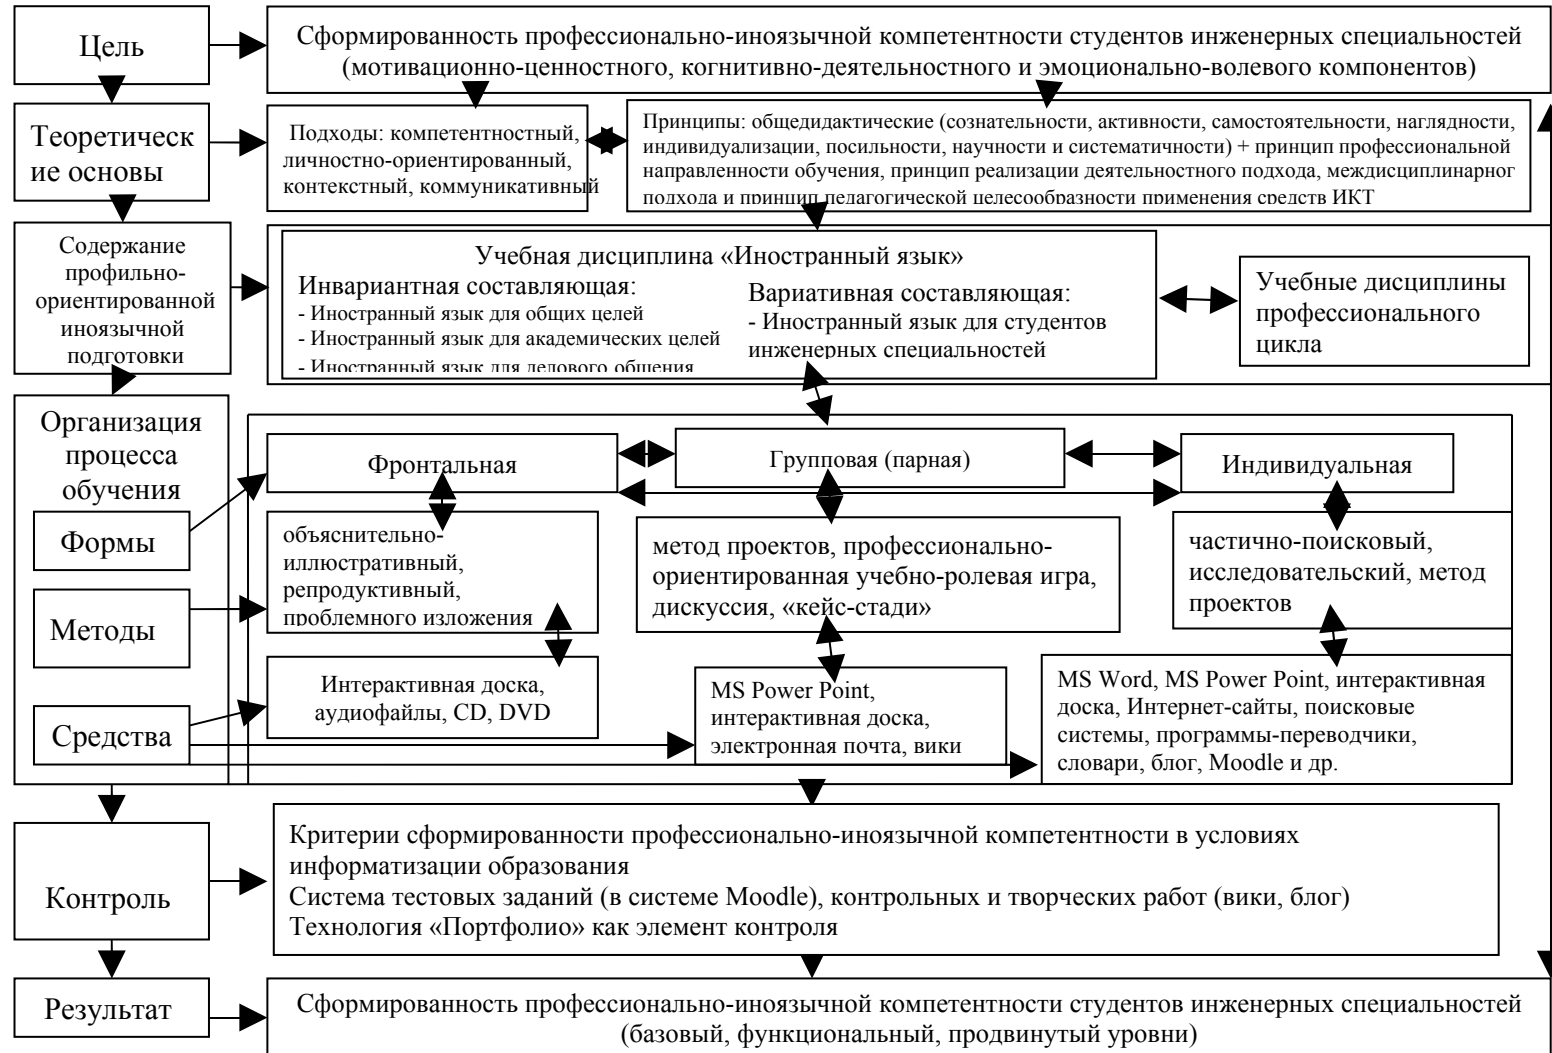 Цель
Сформированность профессионально-иноязычной компетентности студентов инженерных специальностей
(мотивационно-ценностного, когнитивно-деятельностного и эмоционально-волевого компонентов)
Теоретическ
ие основы
Подходы: компетентностный,
личностно-ориентированный,
контекстный, коммуникативный
Принципы: общедидактические (сознательности, активности, самостоятельности, наглядности,
индивидуализации, посильности, научности и систематичности) + принцип профессиональной
направленности обучения, принцип реализации деятельностного подхода, междисциплинарног
подхода и принцип педагогической целесообразности применения средств ИКТ
Содержание
профильно-
ориентированной
иноязычной
подготовки
Учебная дисциплина «Иностранный язык»
Инвариантная составляющая:
- Иностранный язык для общих целей
- Иностранный язык для академических целей
- Иностранный язык для делового общения
Вариативная составляющая:
- Иностранный язык для студентов
инженерных специальностей
Учебные дисциплины
профессионального
цикла
Организация
процесса
обучения
Формы
Методы
Средства
Фронтальная
Групповая (парная)
Индивидуальная
объяснительно-
иллюстративный,
репродуктивный,
проблемного изложения
метод проектов, профессионально-
ориентированная учебно-ролевая игра,
дискуссия, «кейс-стади»
частично-поисковый,
исследовательский, метод
проектов
Интерактивная доска,
аудиофайлы, CD, DVD
MS Power Point,
интерактивная доска,
электронная почта, вики
MS Word, MS Power Point, интерактивная
доска, Интернет-сайты, поисковые
системы, программы-переводчики,
словари, блог, Moodle и др.
Контроль
Критерии сформированности профессионально-иноязычной компетентности в условиях
информатизации образования
Система тестовых заданий (в системе Moodle), контрольных и творческих работ (вики, блог)
Технология «Портфолио» как элемент контроля
Результат
Сформированность профессионально-иноязычной компетентности студентов инженерных специальностей
(базовый, функциональный, продвинутый уровни)